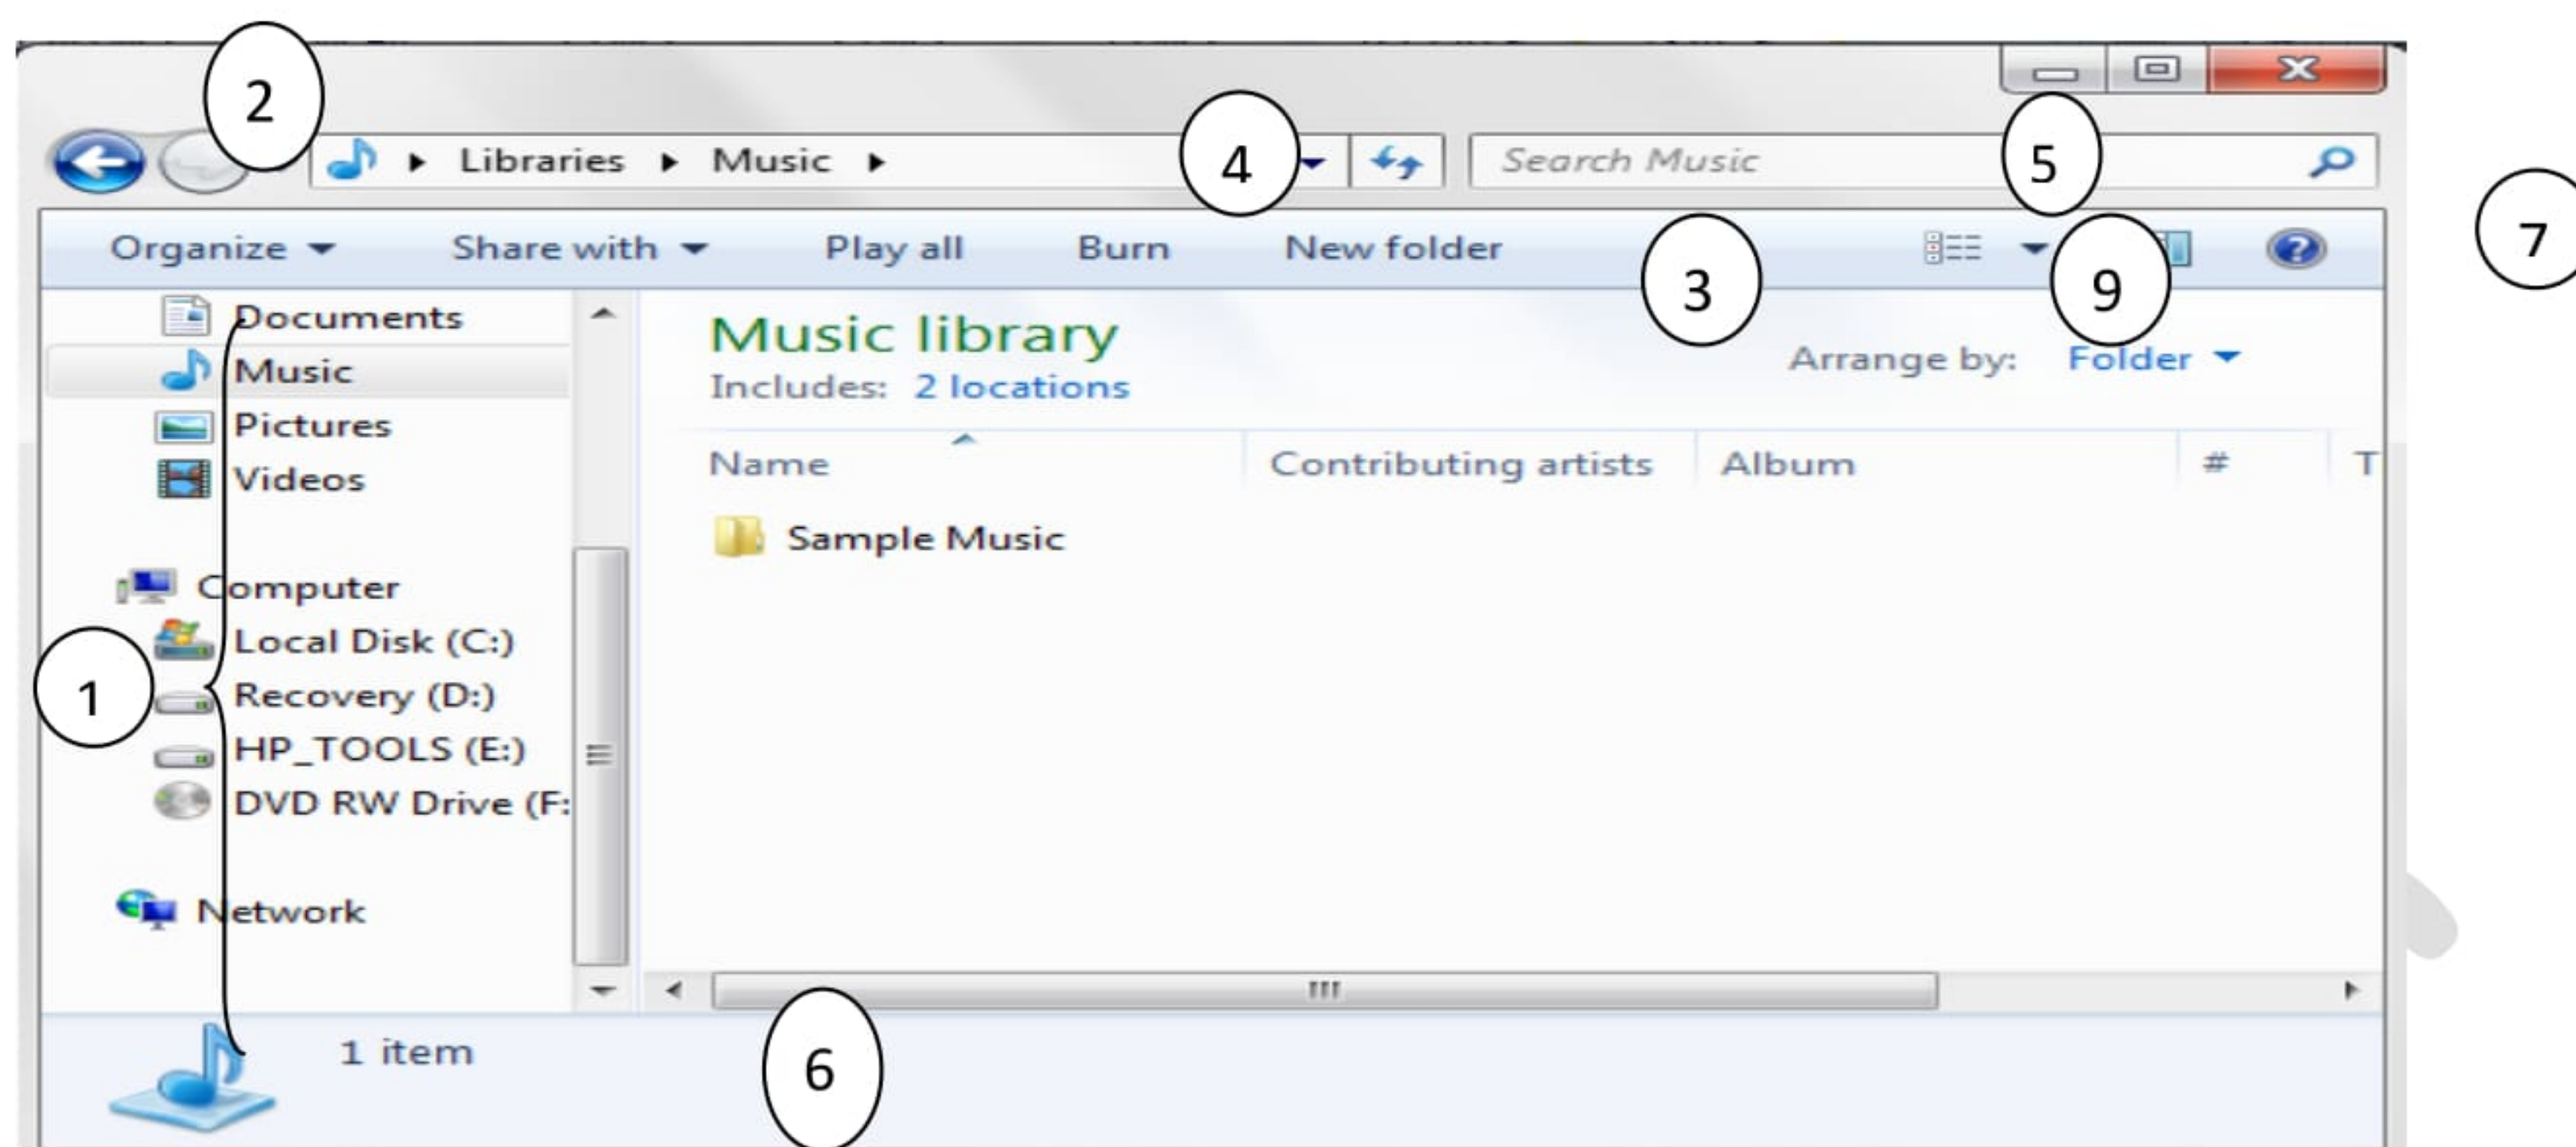 2
Libraries Music
4
Search Music
5
7
Organize Share with Play all Burn New folder
3
9
Documents
Music
Pictures
Videos
Computer
Local Disk (C:)
Recovery (D:)
HP_TOOLS (E:)
DVD RW Drive (F:
Network
1
Music library
Includes: 2 locations
Arrange by: Folder
Name Contributing artists Album # T
Sample Music
1 item
6